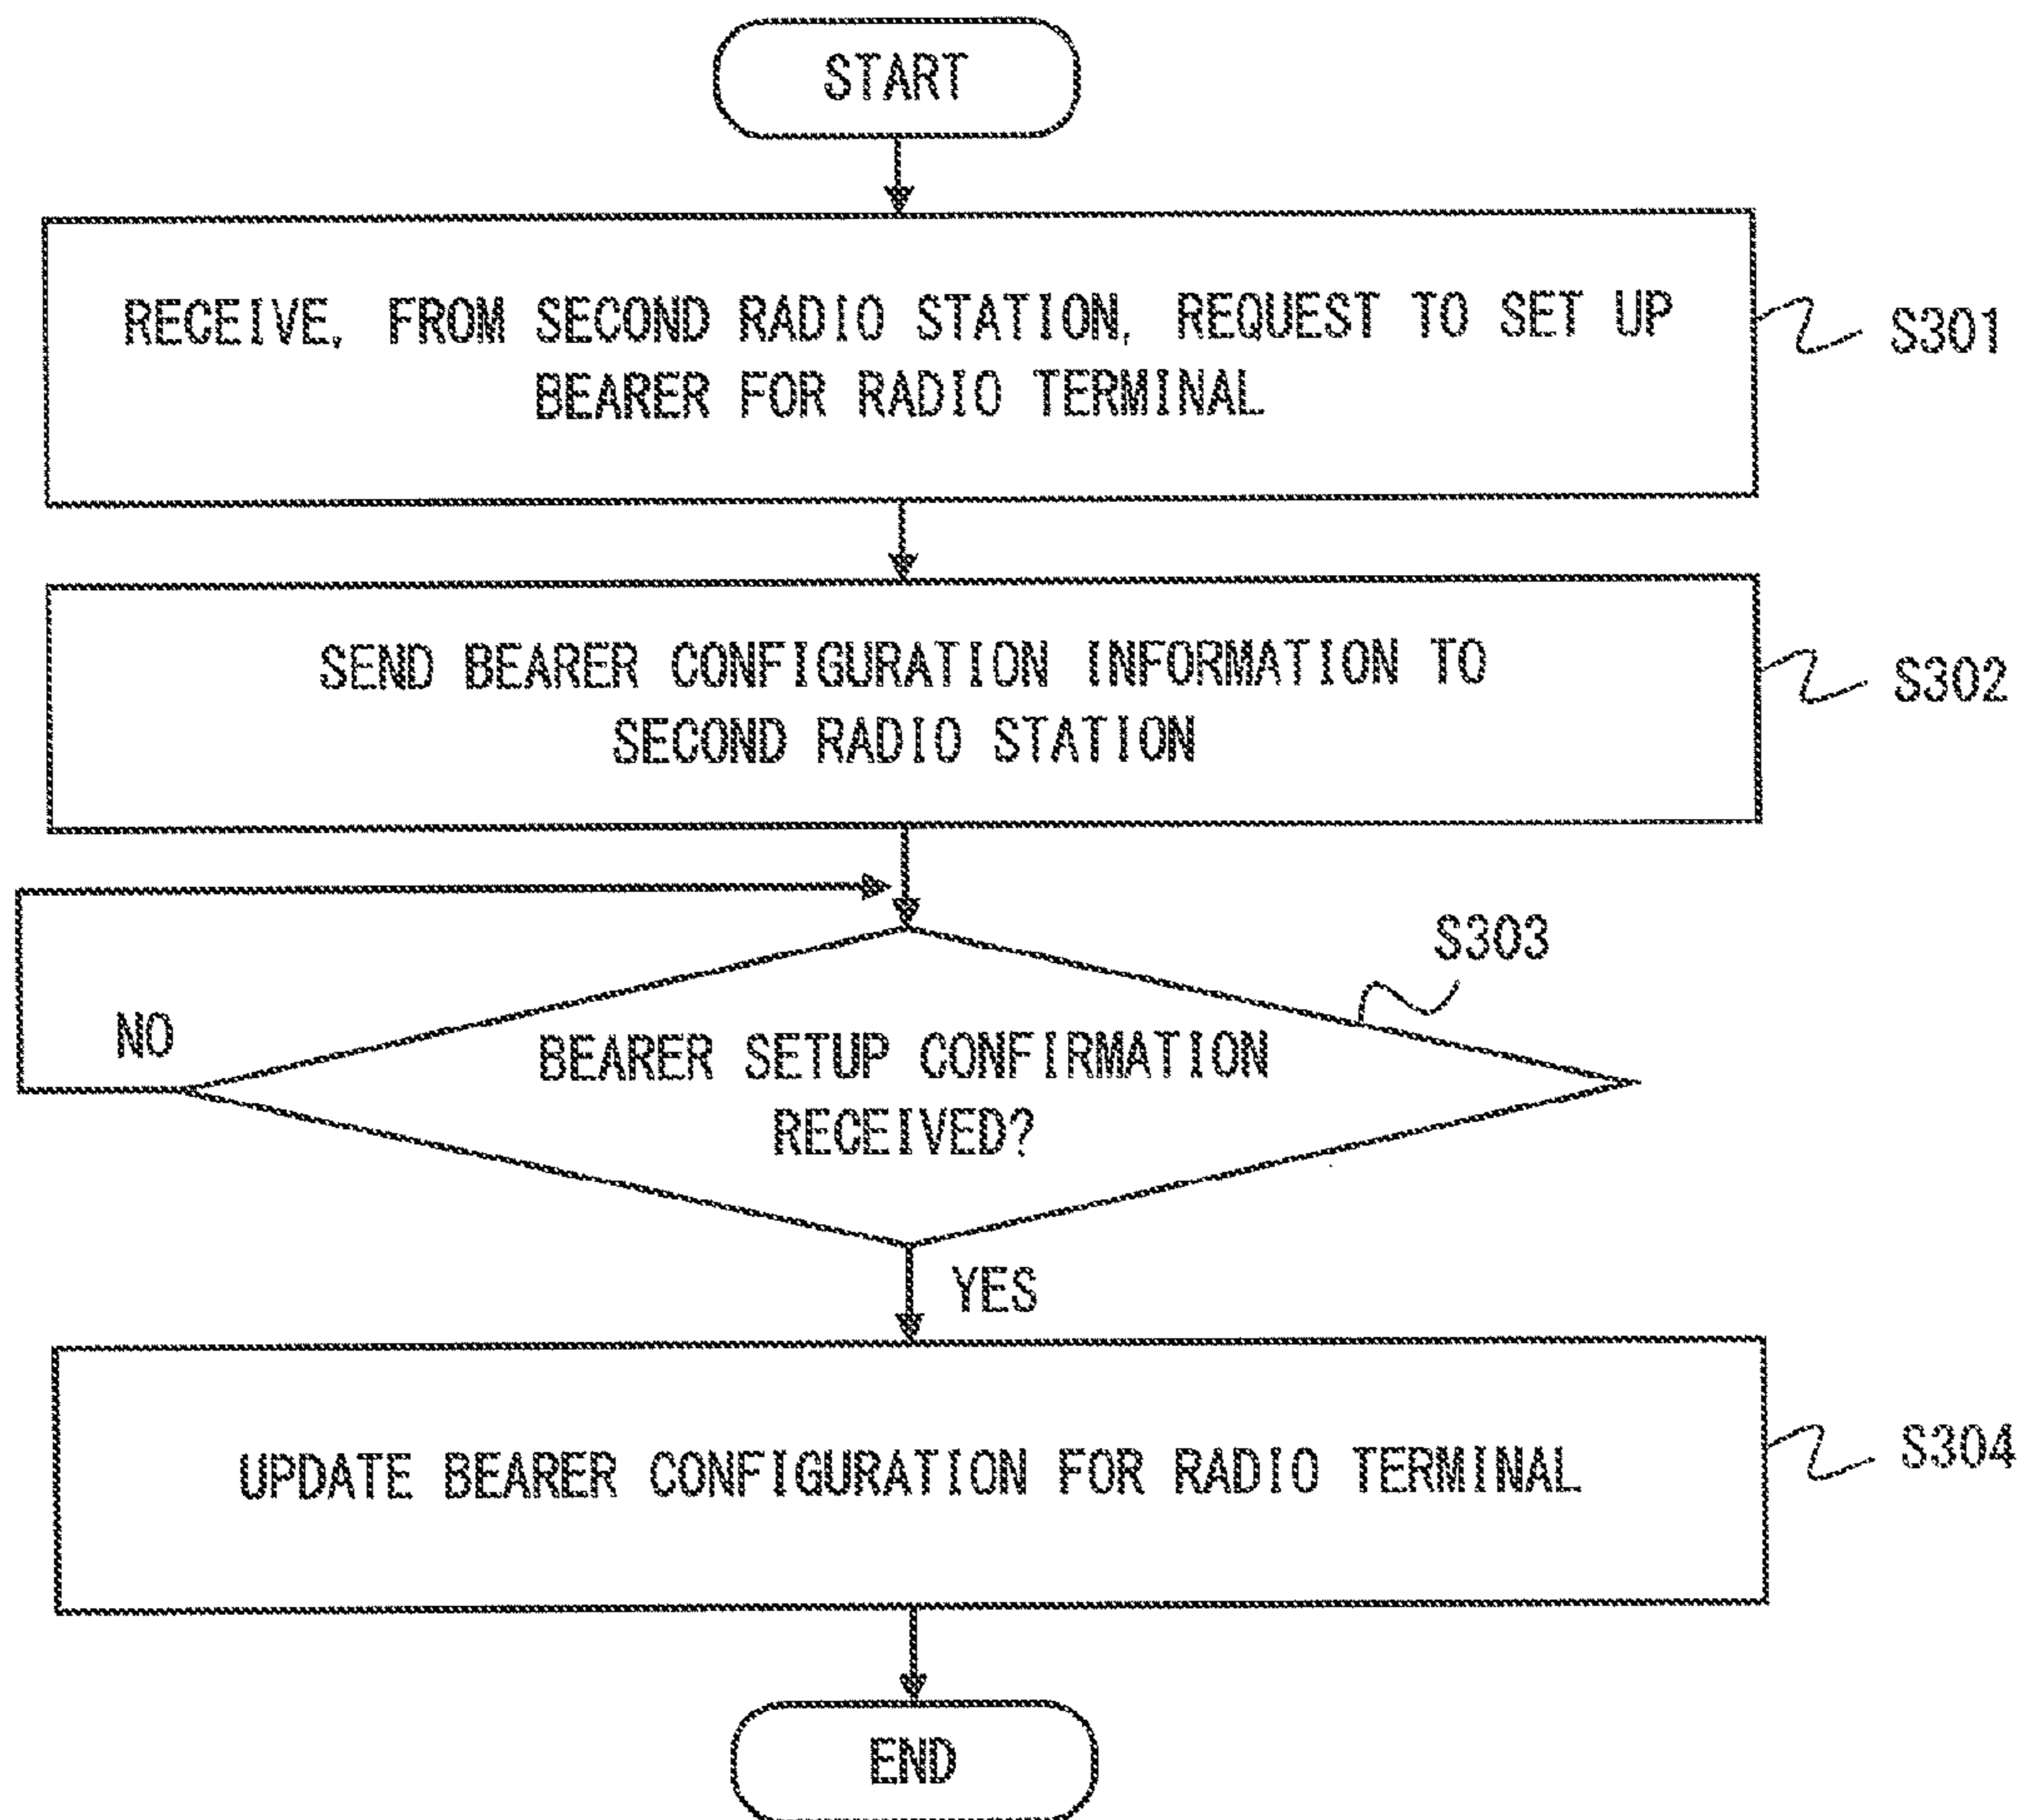 START
RECEIVE, FROM SECOND RADIO STATION, REQUEST TO SET UP
BEARER FOR RADIO TERMINAL
S301
SEND BEARER CONFIGURATION INFORMATION TO
SECOND RADIO STATION
S302
S303
NO
BEARER SETUP CONFIRMATION
RECEIVED?
YES
UPDATE BEARER CONFIGURATION FOR RADIO TERMINAL
S304
END